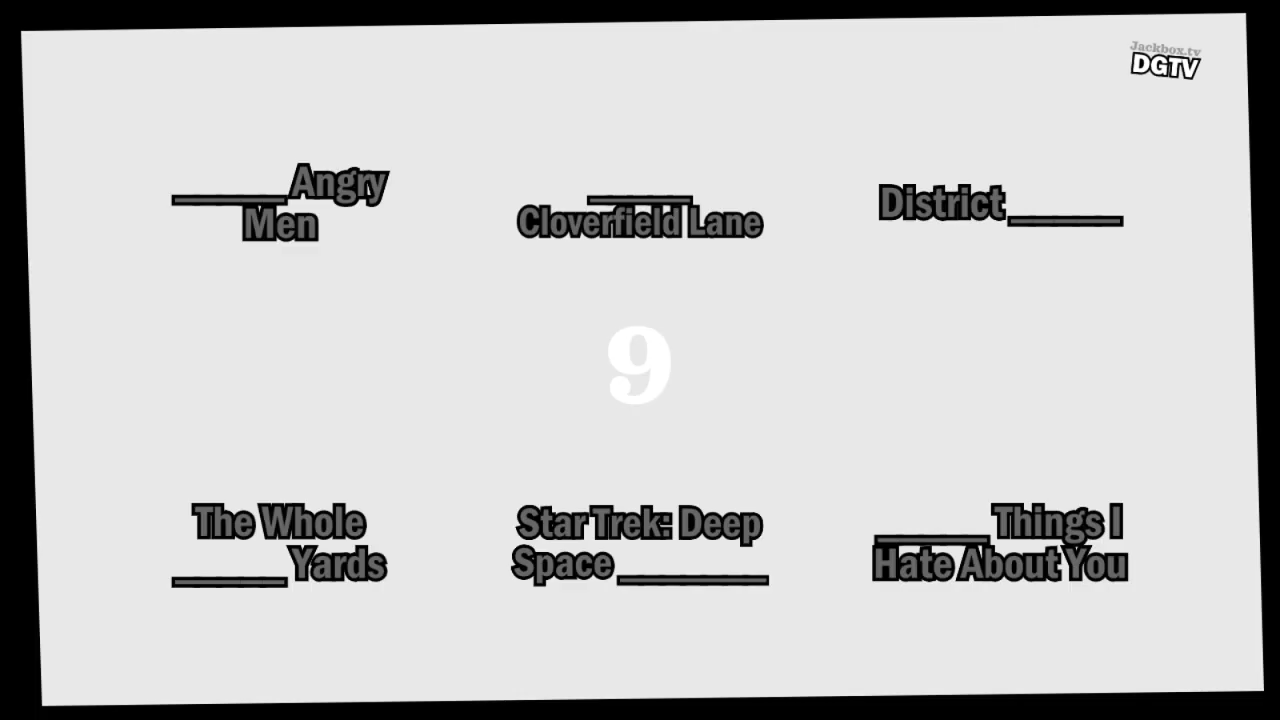 Jackbox.tv
DGTV
______ Angry
Men
______
Cloverfield Lane
District ______
9
The Whole
______ Yards
Star Trek: Deep
Space ________
______ Things I
Hate About You